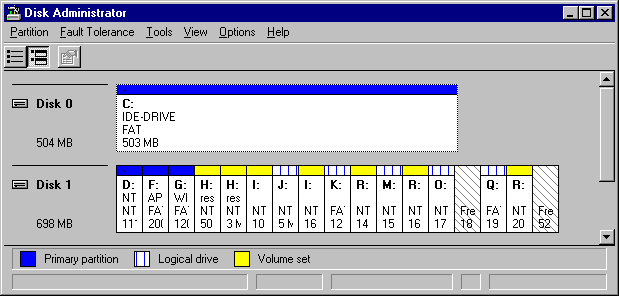 Disk Administrator
Partition Fault Tolerance Tools View Options Help
Disk 0
504 MB
C:
IDE-DRIVE
FAT
503 MB
Disk 1
698 MB
D: F: G: H: H: I: J: I: K: R: M: R: O: Q: R:
NT AP WI res res
NT FA FA NT NT NT NT NT FA NT NT NT NT Fre FA NT Fre
11 200 120 50 3 M 10 5 M 16 12 14 15 16 17 18 19 20 52
Primary partition Logical drive Volume set